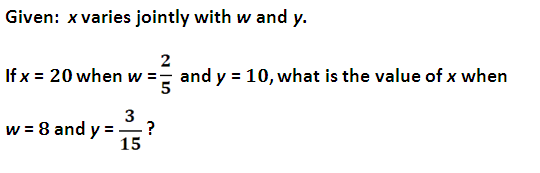 Given: x varies jointly with w and y.
If x = 20 when w = 2/5 and y = 10, what is the value of x when
w = 8 and y = 3/15 ?